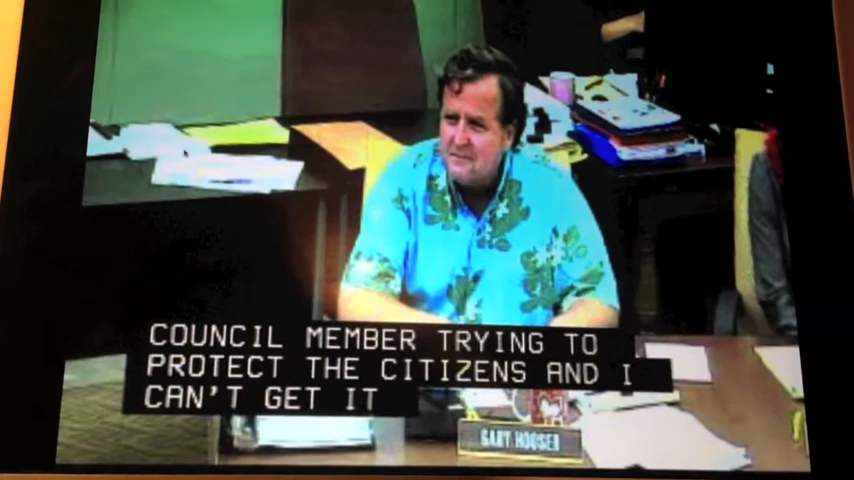 COUNCIL MEMBER TRYING TO
PROTECT THE CITIZENS AND I
CAN'T GET IT
GARY HOOSER